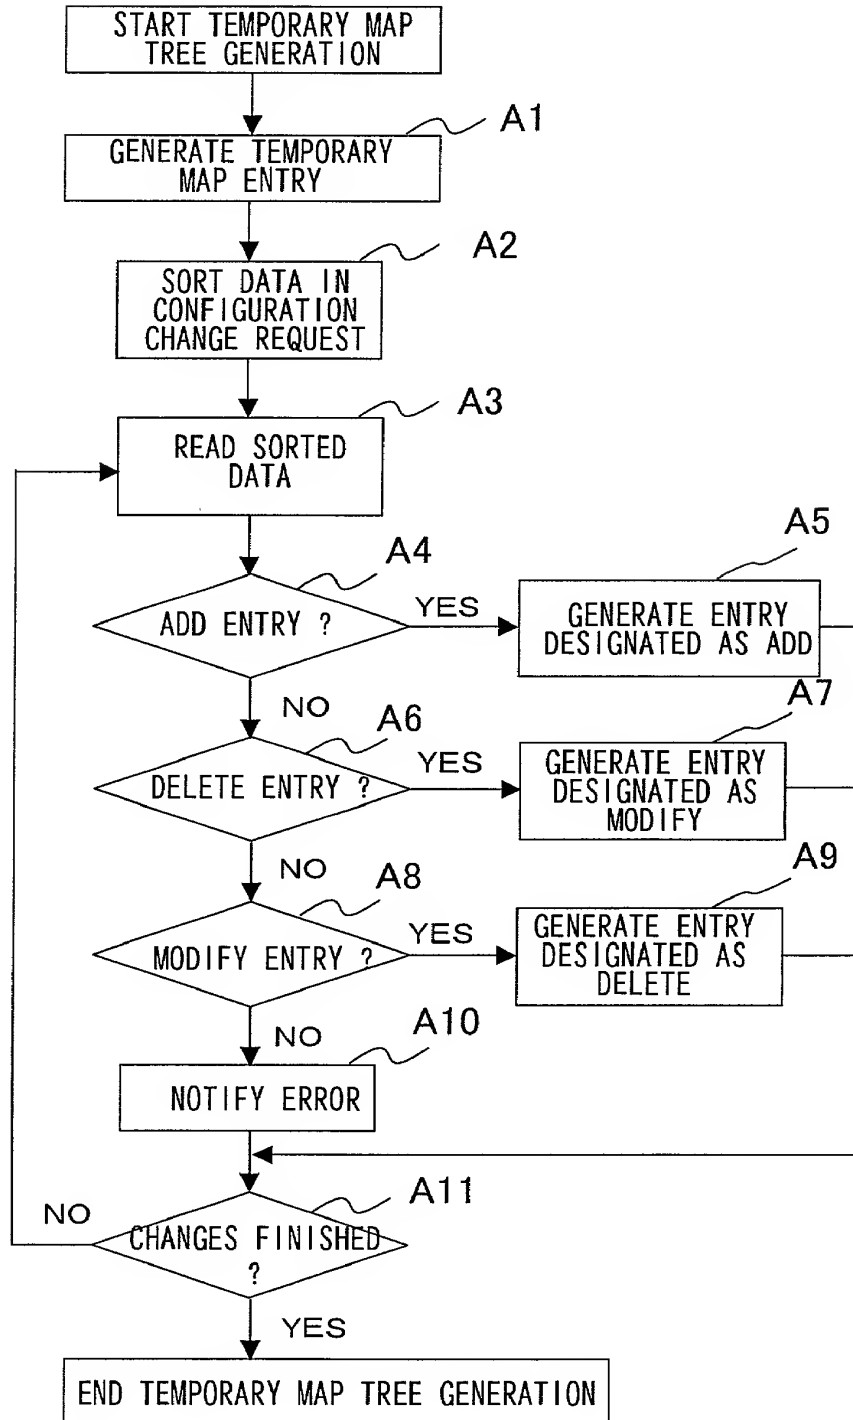 START TEMPORARY MAP
TREE GENERATION
A1
GENERATE TEMPORARY
MAP ENTRY
A2
SORT DATA IN
CONFIGURATION
CHANGE REQUEST
A3
READ SORTED
DATA
A4
ADD ENTRY ?
YES
A5
GENERATE ENTRY
DESIGNATED AS ADD
NO
A6
DELETE ENTRY ?
YES
A7
GENERATE ENTRY
DESIGNATED AS
MODIFY
NO
A8
MODIFY ENTRY ?
YES
A9
GENERATE ENTRY
DESIGNATED AS
DELETE
NO
A10
NOTIFY ERROR
A11
NO
CHANGES FINISHED
?
YES
END TEMPORARY MAP TREE GENERATION